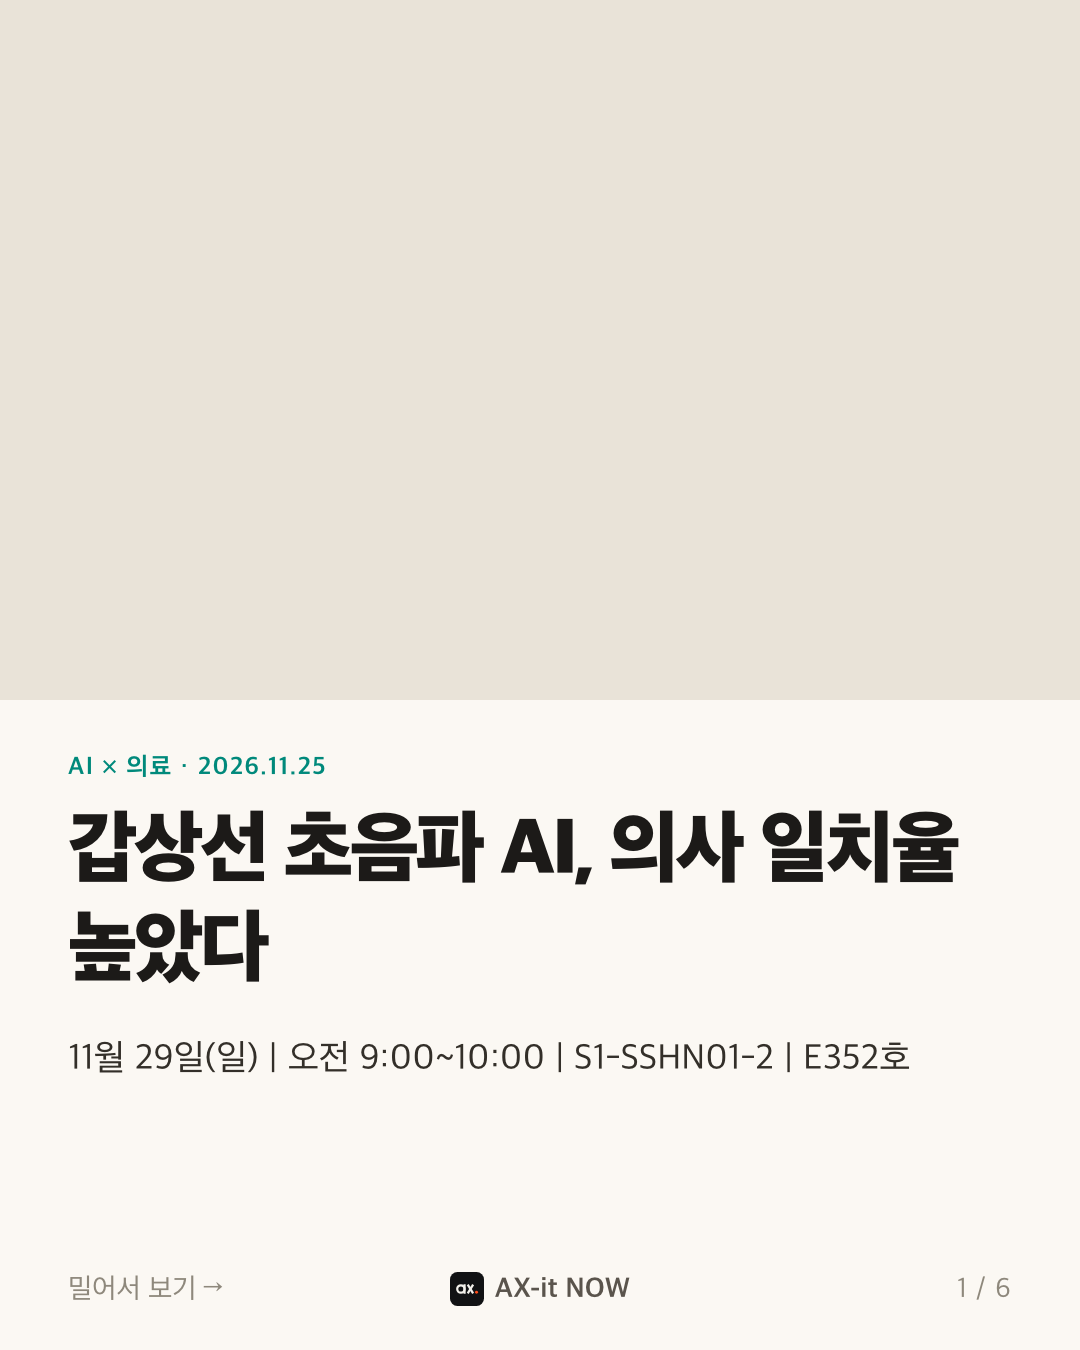 AI × 의료 · 2026.11.25
갑상선 초음파 AI, 의사 일치율
높았다
11월 29일(일) | 오전 9:00~10:00 | S1-SSHN01-2 | E352호
밀어서 보기 →
ax. AX-it NOW
1 / 6